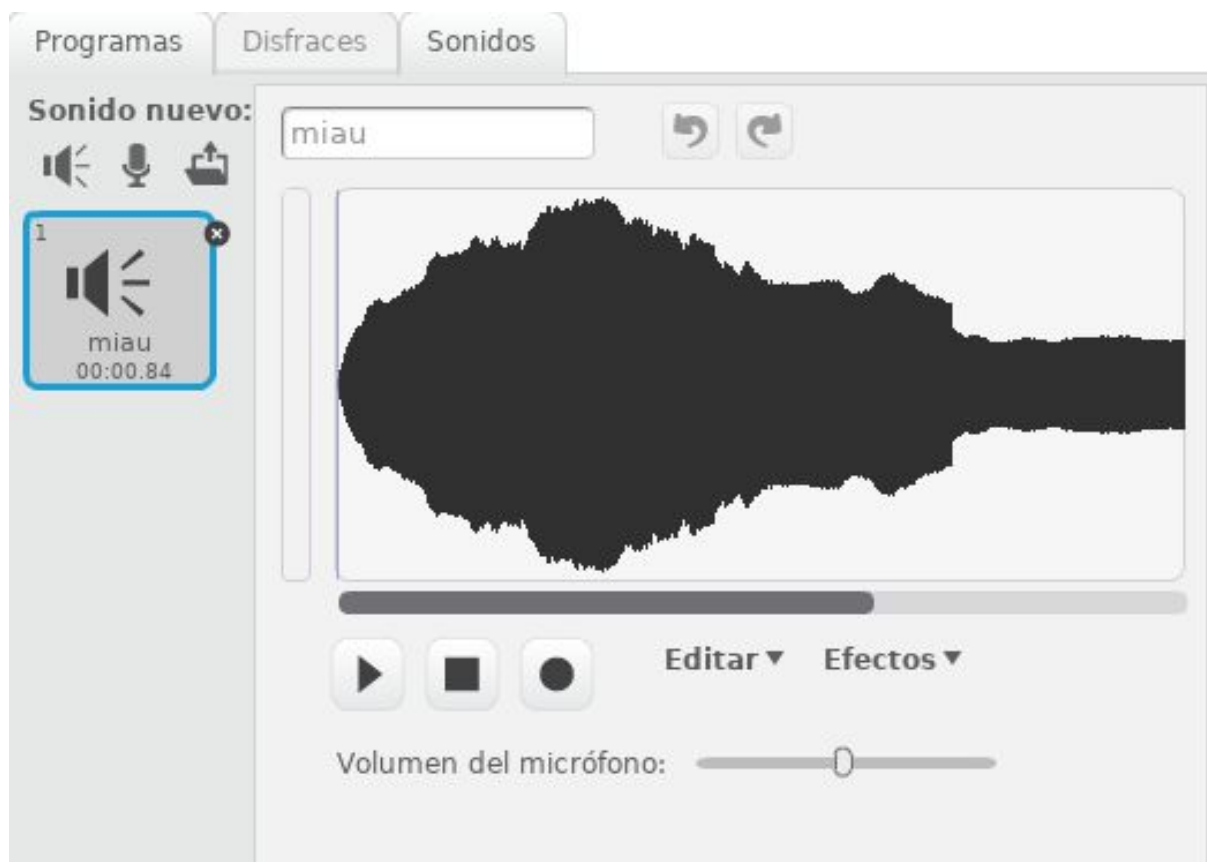 Programas Disfraces Sonidos
Sonido nuevo:
miau
1
miau
00:00.84
Editar Efectos
Volumen del micrófono: